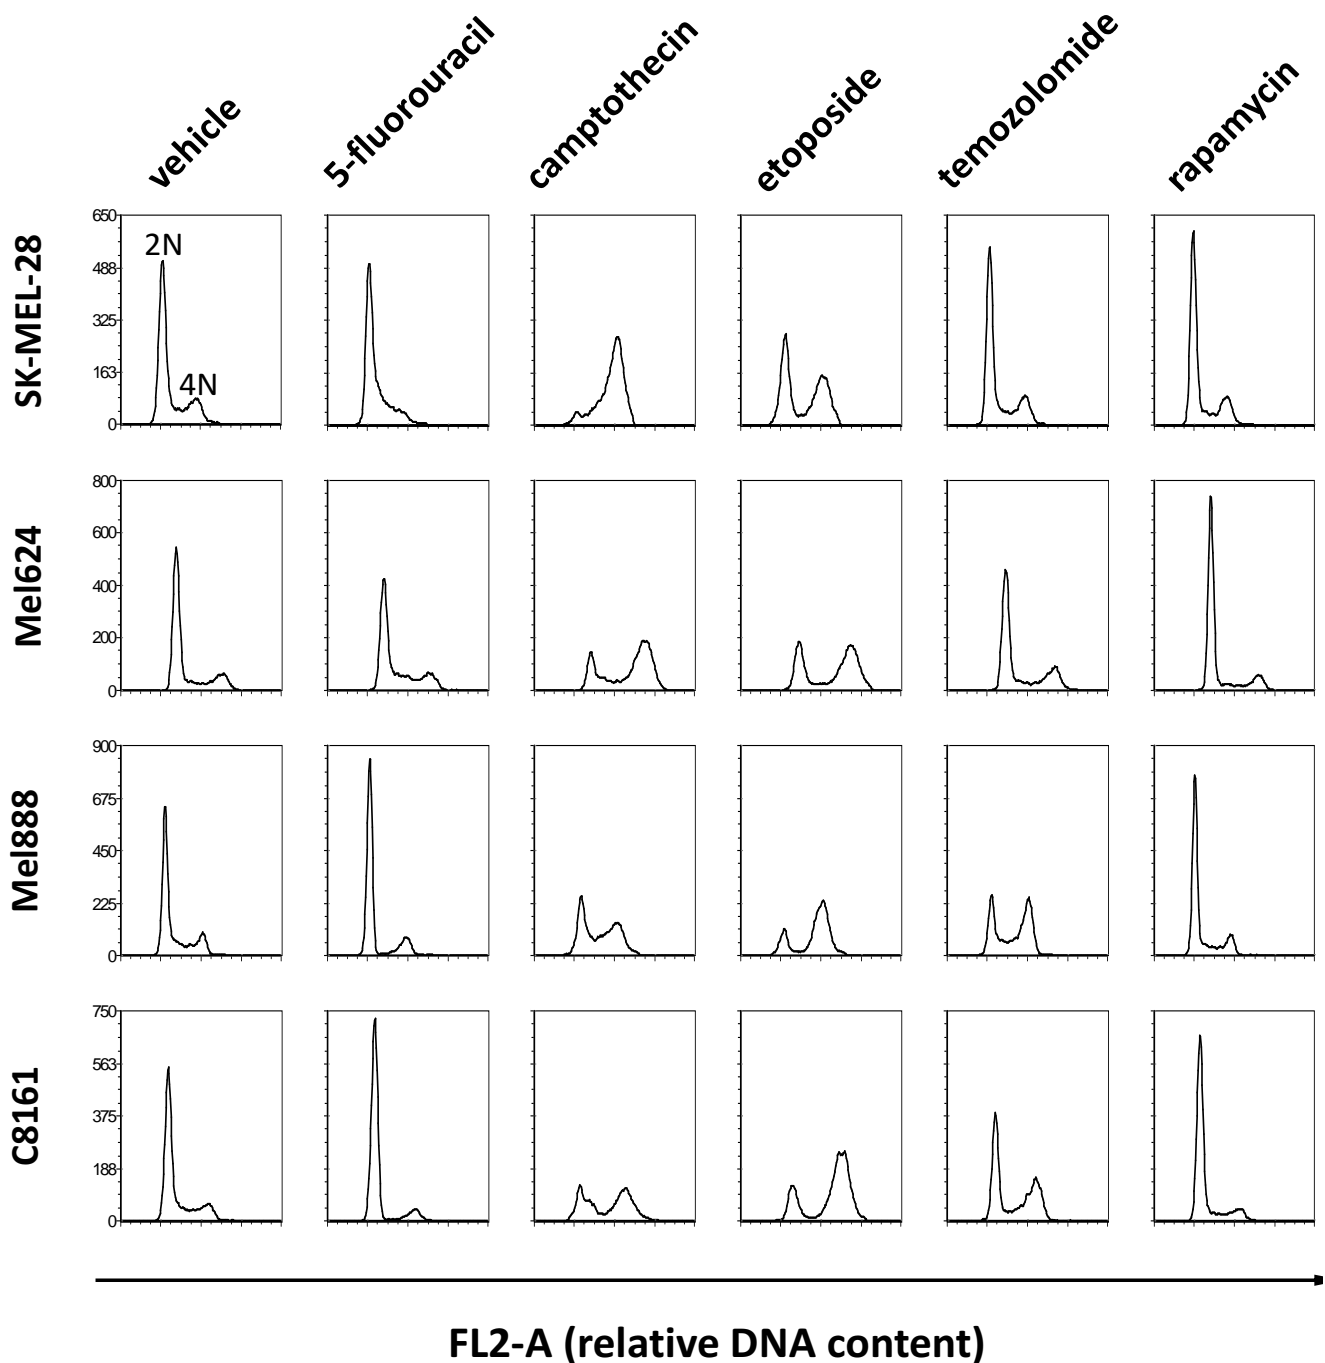 vehicle
5-fluorouracil
camptothecin
etoposide
temozolomide
rapamycin
SK-MEL-28
650
488
325
163
0
2N
4N
Mel624
800
600
400
200
0
Mel888
900
675
450
225
0
C8161
750
563
375
188
0
FL2-A (relative DNA content)